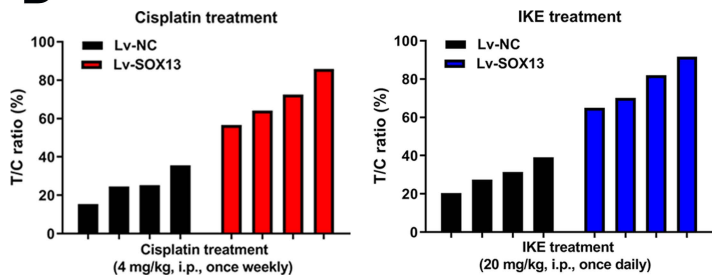 Cisplatin treatment
Lv-NC
Lv-SOX13
T/C ratio (%)
100
80
60
40
20
0
Cisplatin treatment
(4 mg/kg, i.p., once weekly)
IKE treatment
Lv-NC
Lv-SOX13
T/C ratio (%)
100
80
60
40
20
0
IKE treatment
(20 mg/kg, i.p., once daily)